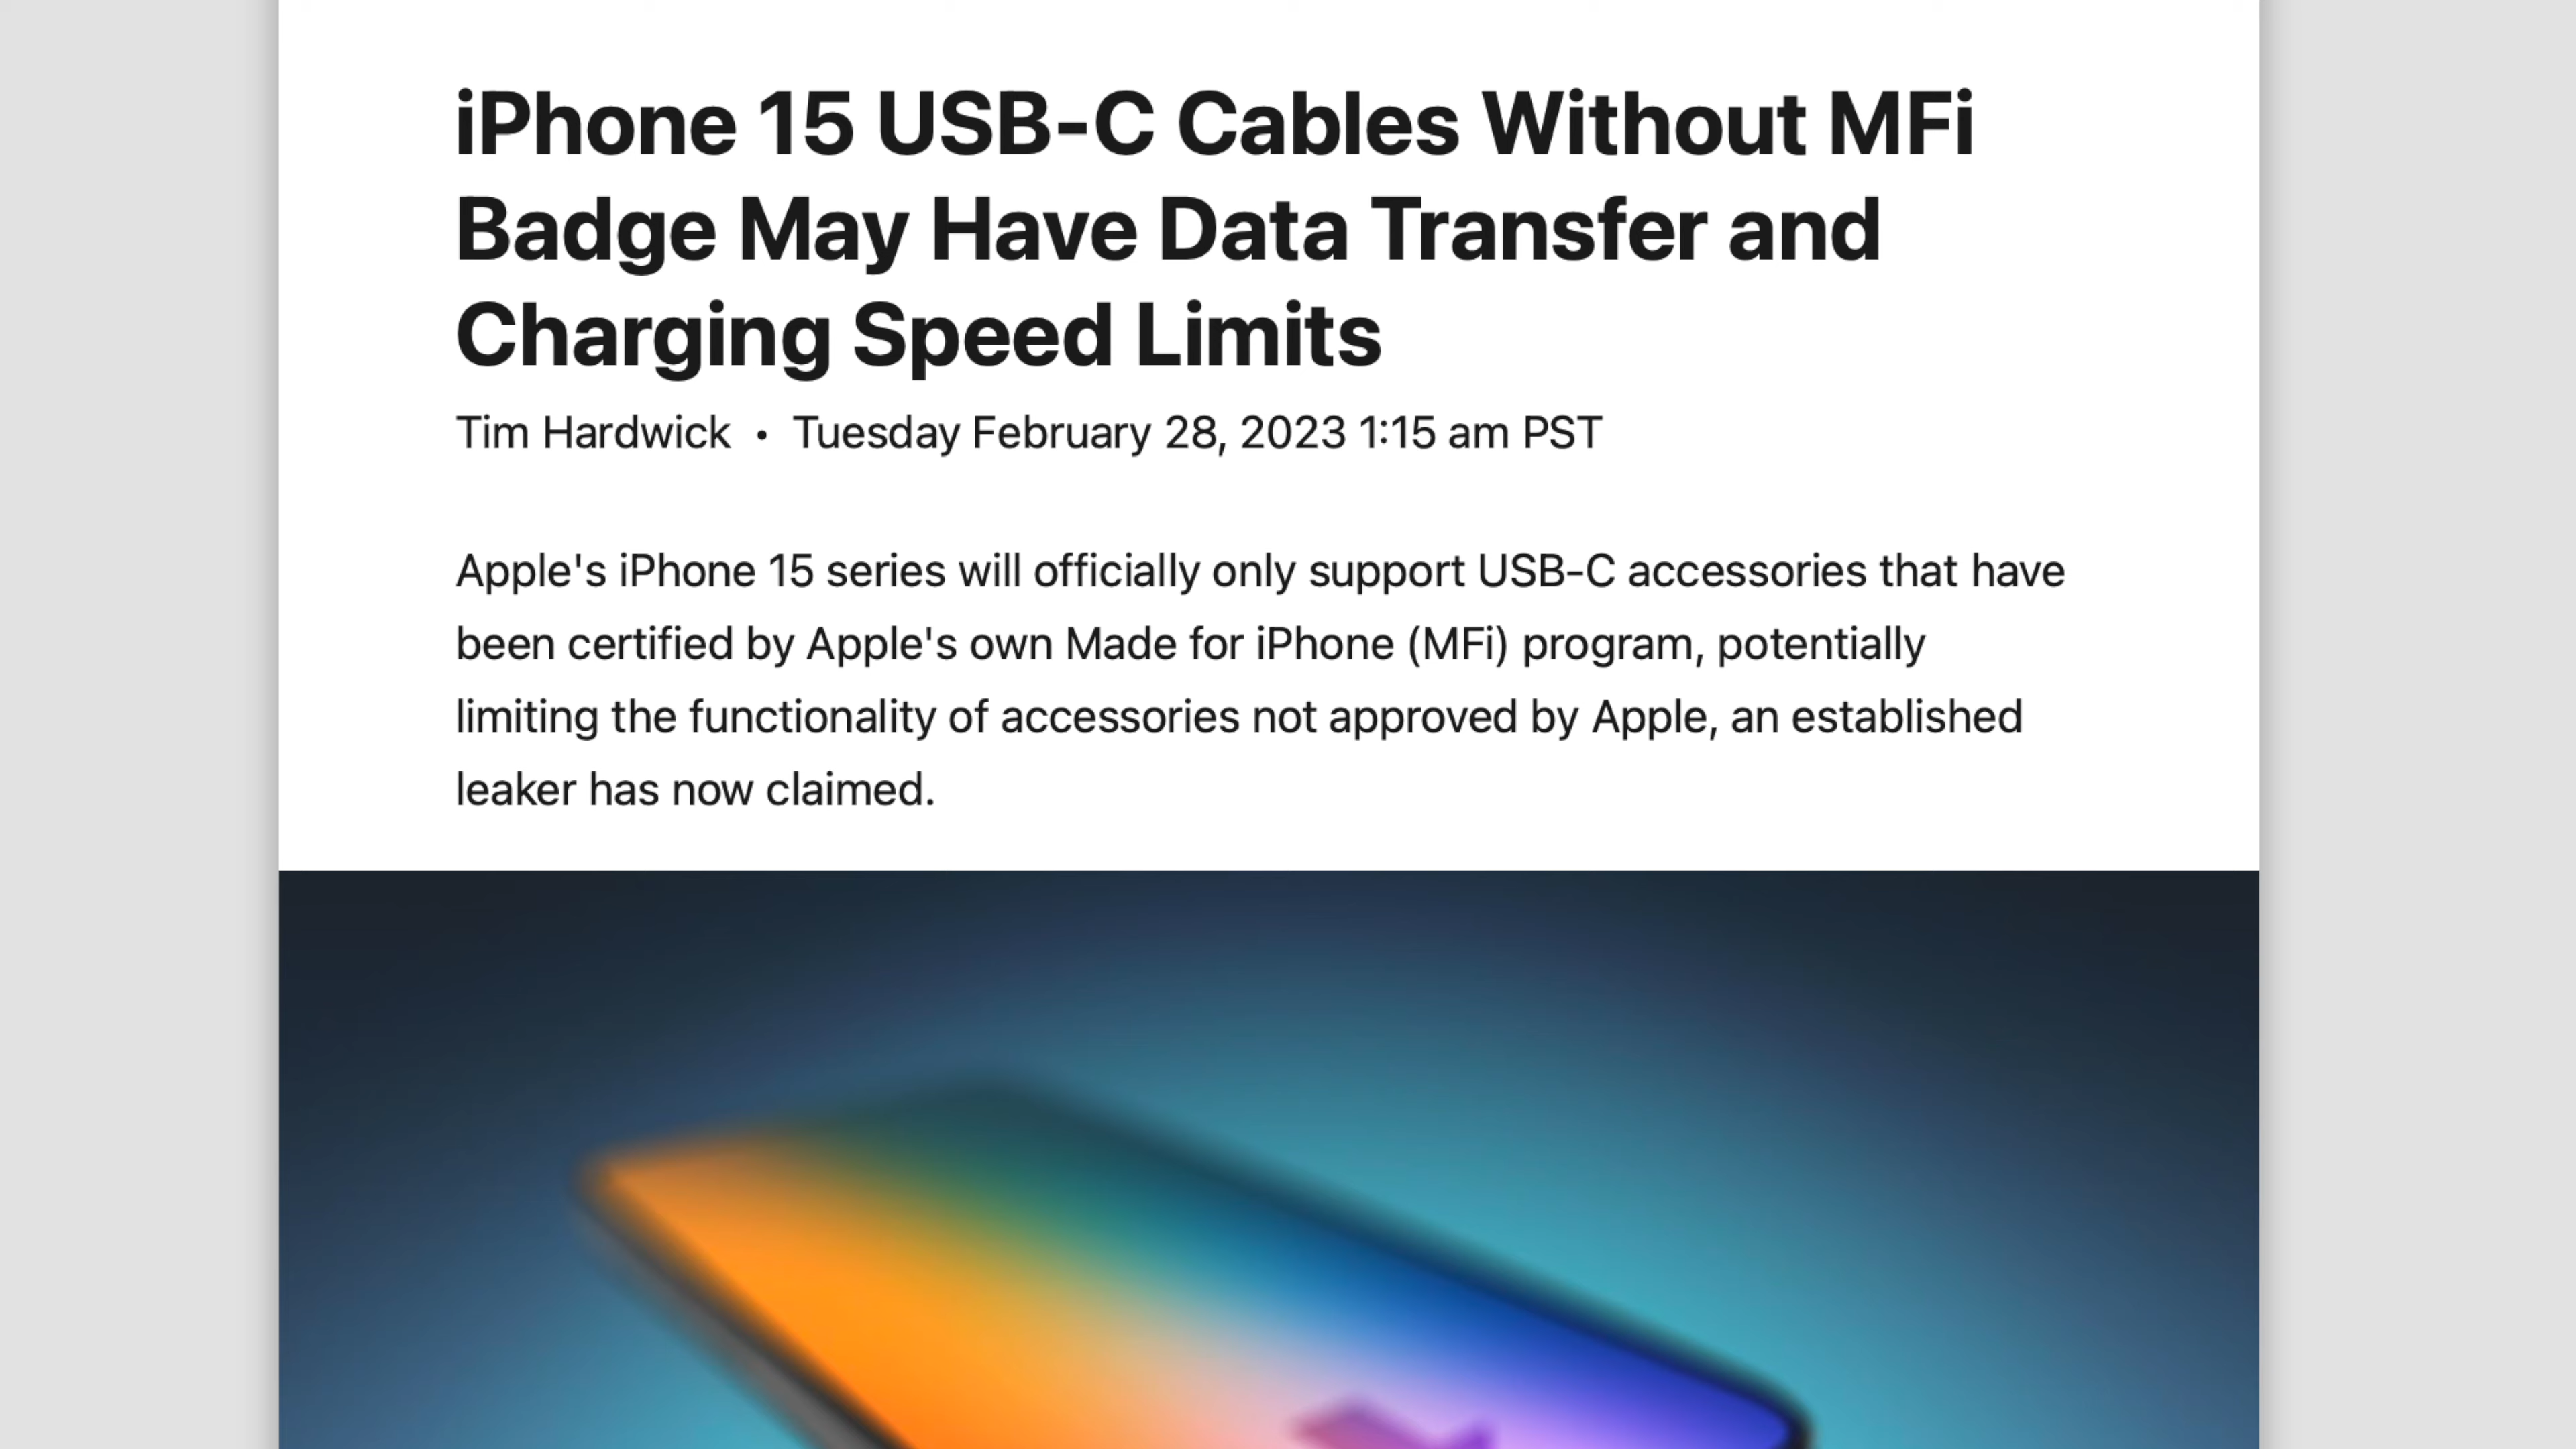 iPhone 15 USB-C Cables Without MFi
Badge May Have Data Transfer and
Charging Speed Limits
Tim Hardwick • Tuesday February 28, 2023 1:15 am PST
Apple's iPhone 15 series will officially only support USB-C accessories that have
been certified by Apple's own Made for iPhone (MFi) program, potentially
limiting the functionality of accessories not approved by Apple, an established
leaker has now claimed.